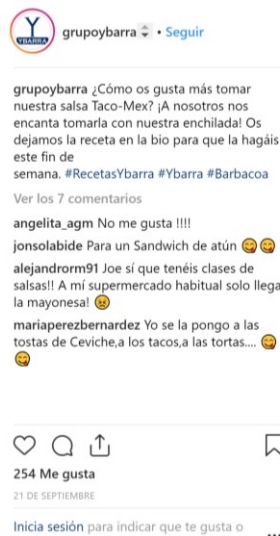 Y
YBARRA
grupoybarra • Seguir
grupoybarra ¿Cómo os gusta más tomar
nuestra salsa Taco-Mex? ¡A nosotros nos
encanta tomarla con nuestra enchilada! Os
dejamos la receta en la bio para que la hagáis
este fin de
semana. #RecetasYbarra #Ybarra #Barbacoa
Ver los 7 comentarios
angelita_agm No me gusta !!!!
jonsolabide Para un Sandwich de atún 😋 😋
alejandrorm91 Joe sí que tenéis clases de
salsas!! A mí supermercado habitual solo llega
la mayonesa! 😣
mariaperezbernardez Yo se la pongo a las
tostas de Ceviche,a los tacos,a las tortas.... 😋
😋
254 Me gusta
21 DE SEPTIEMBRE
Inicia sesión para indicar que te gusta o
...